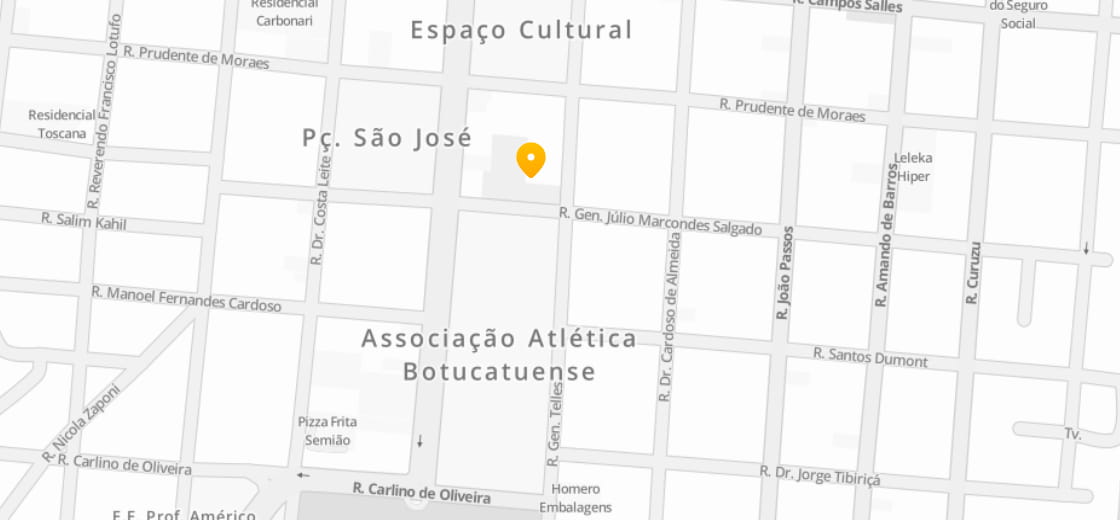 Residencial
Carbonari
Espaço Cultural
R. Campos Salles
do Seguro
Social
R. Prudente de Moraes
R. Reverendo Francisco Lotufo
Residencial
Toscana
Pç. São José
R. Prudente de Moraes
Leleka
Hiper
R. Dr. Costa Leite
R. Salim Kahil
R. Gen. Júlio Marcondes Salgado
R. João Passos
R. Amando de Barros
R. Curuzu
R. Manoel Fernandes Cardoso
R. Dr. Cardoso de Almeida
Associação Atlética
Botucatuense
R. Santos Dumont
R. Nicola Zaponi
R. Gen. Telles
Pizza Frita
Semião
Tv.
R. Carlino de Oliveira
R. Carlino de Oliveira
R. Dr. Jorge Tibiriçá
Homero
Embalagens
E.E. Prof. Américo